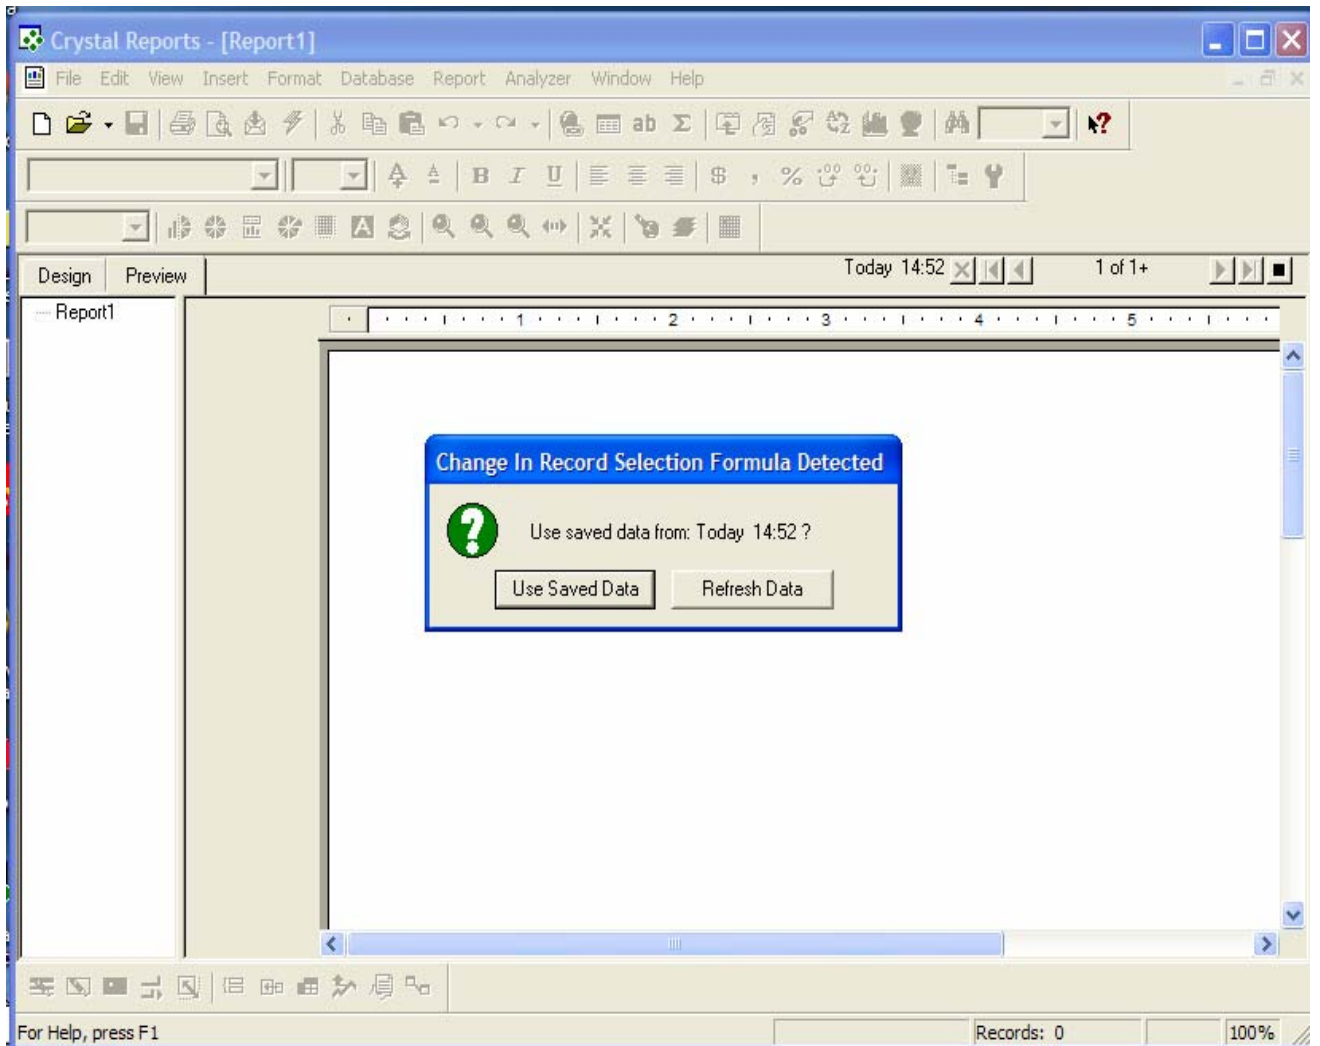 Crystal Reports - [Report1]
File Edit View Insert Format Database Report Analyzer Window Help
ab Σ
B I U $ , %
A
Design Preview Today 14:52 1 of 1+
Report1
1 2 3 4 5
Change In Record Selection Formula Detected
Use saved data from: Today 14:52 ?
Use Saved Data Refresh Data
For Help, press F1 Records: 0 100%